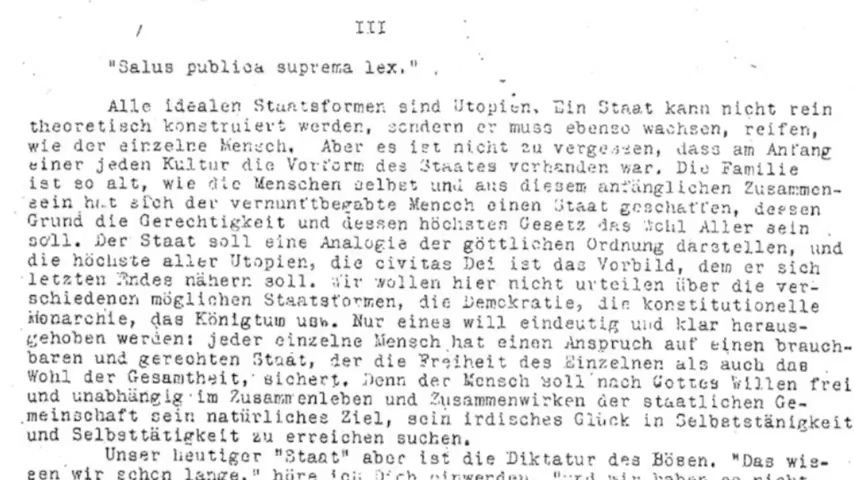 III
"Salus publica suprema lex."
Alle idealen Staatsformen sind Utopien. Ein Staat kann nicht rein
theoretisch konstruiert werden, sondern er muss ebenso wachsen, reifen,
wie der einzelne Mensch. Aber es ist nicht zu vergessen, dass am Anfang
einer jeden Kultur die Vorform des Staates vorhanden war. Die Familie
ist so alt, wie die Menschen selbst und aus diesem anfänglichen Zusammen-
sein hat sich der vernunftbegabte Mensch einen Staat geschaffen, dessen
Grund die Gerechtigkeit und dessen höchstes Gesetz das Wohl Aller sein
soll. Der Staat soll eine Analogie der göttlichen Ordnung darstellen, und
die höchste aller Utopien, die civitas Dei ist das Vorbild, dem er sich
letzten Endes nähern soll. Wir wollen hier nicht urteilen über die ver-
schiedenen möglichen Staatsformen, die Demokratie, die konstitutionelle
Monarchie, das Königtum usw. Nur eines will eindeutig und klar heraus-
gehoben werden: jeder einzelne Mensch hat einen Anspruch auf einen brauch-
baren und gerechten Staat, der die Freiheit des Einzelnen als auch das
Wohl der Gesamtheit, sichert. Denn der Mensch soll nach Gottes Willen frei
und unabhängig im Zusammenleben und Zusammenwirken der staatlichen Ge-
meinschaft sein natürliches Ziel, sein irdisches Glück in Selbstänigkeit
und Selbsttätigkeit zu erreichen suchen.
Unser heutiger "Staat" aber ist die Diktatur des Bösen. "Das wis-
sen wir schon lange," höre ich Dich einwenden, "und wir haben es nicht